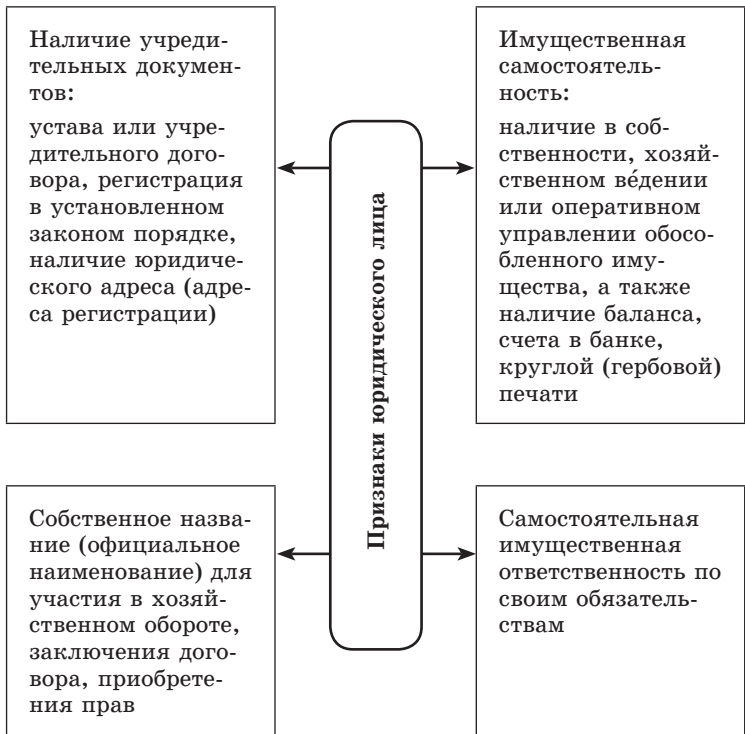 Наличие учреди-
тельных докумен-
тов:
устава или учре-
дительного дого-
вора, регистрация
в установленном
законом порядке,
наличие юридиче-
ского адреса (адре-
са регистрации)
Признаки юридического лица
Имущественная
самостоятель-
ность:
наличие в соб-
ственности, хозяй-
ственном ве́дении
или оперативном
управлении обосо-
бленного иму-
щества, а также
наличие баланса,
счета в банке,
круглой (гербовой)
печати
Собственное назва-
ние (официальное
наименование) для
участия в хозяй-
ственном обороте,
заключения дого-
вора, приобрете-
ния прав
Самостоятельная
имущественная
ответственность по
своим обязатель-
ствам